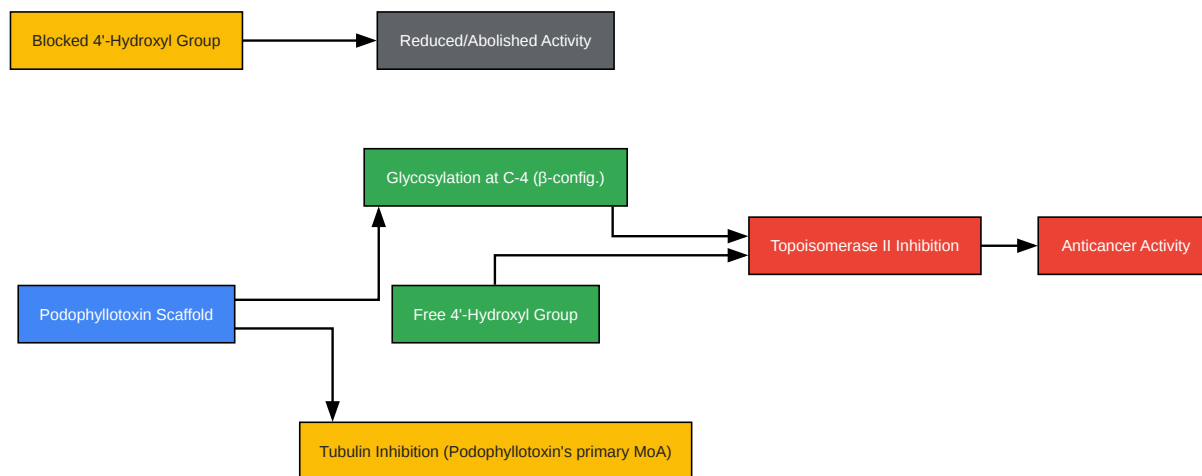 Blocked 4'-Hydroxyl Group
Reduced/Abolished Activity
Glycosylation at C-4 (β-config.)
Topoisomerase II Inhibition
Anticancer Activity
Podophyllotoxin Scaffold
Free 4'-Hydroxyl Group
Tubulin Inhibition (Podophyllotoxin's primary MoA)